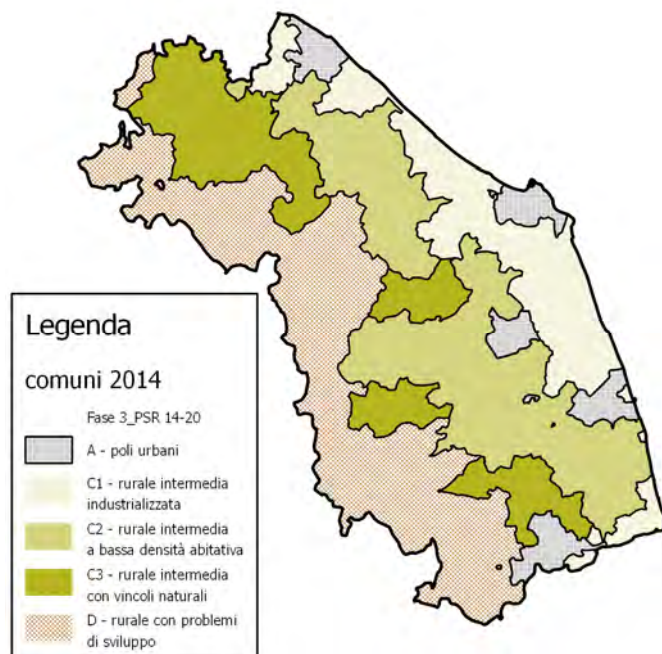 Legenda
comuni 2014
Fase 3_PSR 14-20
A - poli urbani
C1 - rurale intermedia
industrializzata
C2 - rurale intermedia
a bassa densità abitativa
C3 - rurale intermedia
con vincoli naturali
D - rurale con problemi
di sviluppo